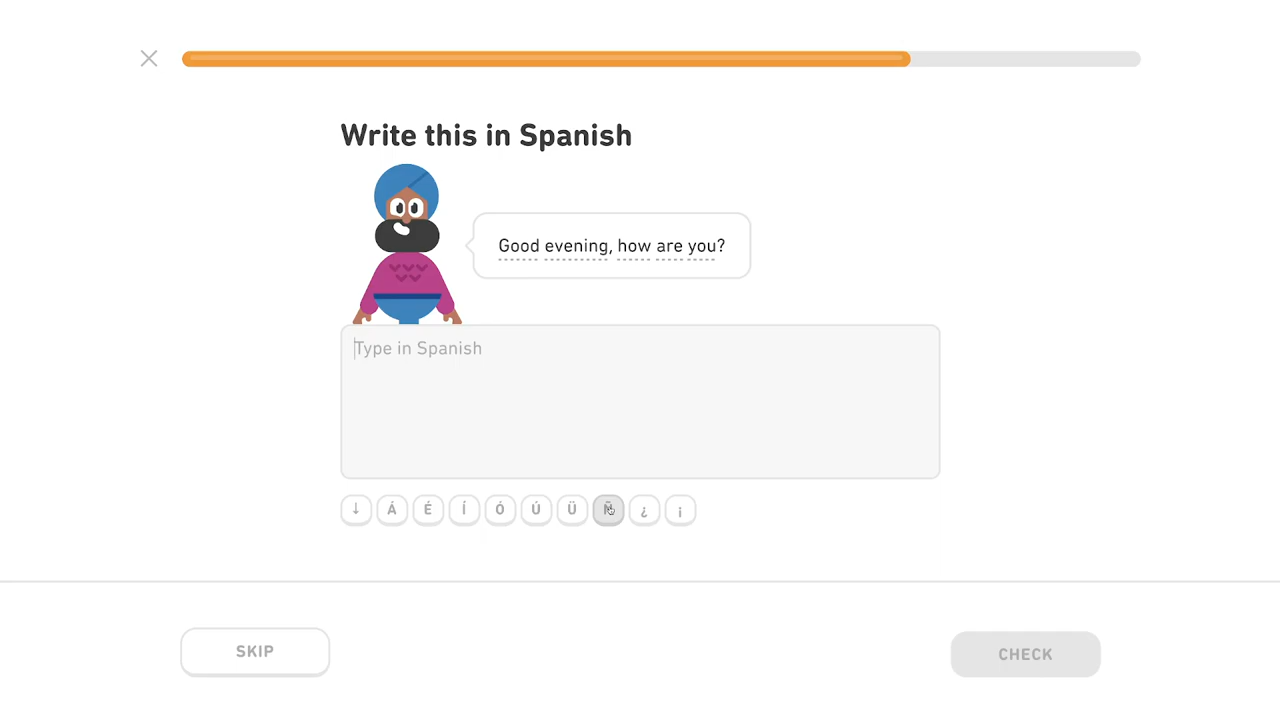 Write this in Spanish
Good evening, how are you?
Type in Spanish
↓ Á É Í Ó Ú Ü Ñ ¿ ¡
SKIP
CHECK